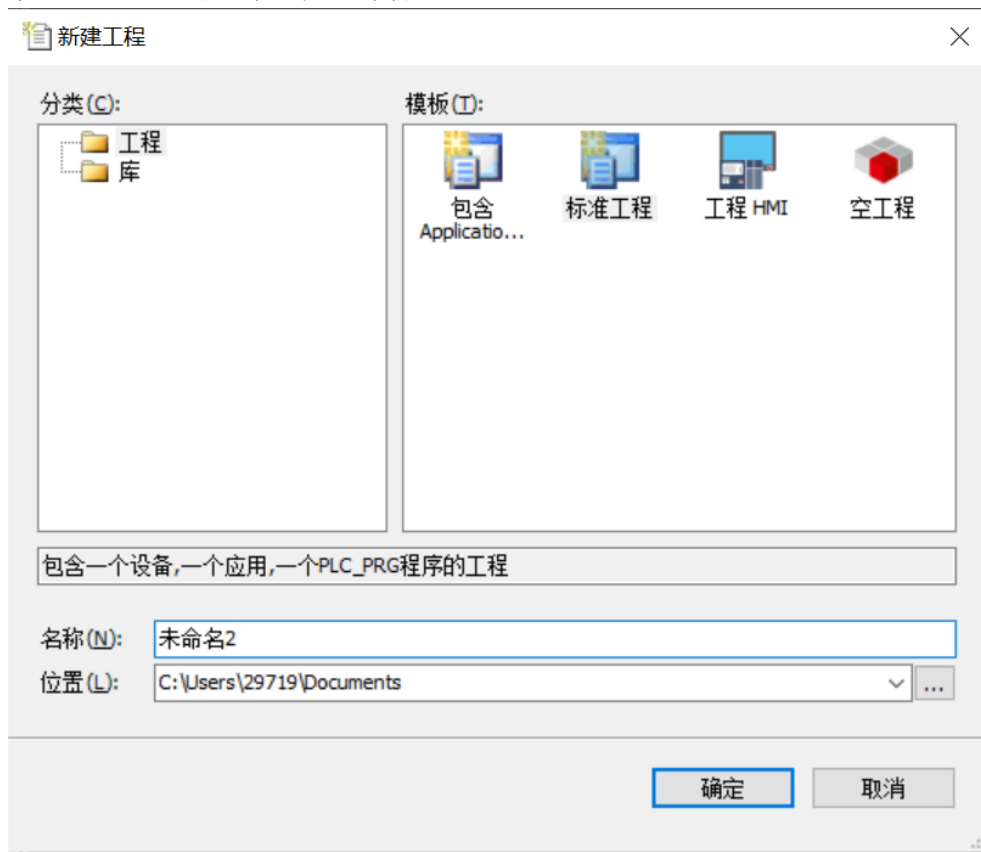 新建工程
分类(C):
模板(T):
工程
库
包含
Applicatio...
标准工程
工程 HMI
空工程
包含一个设备,一个应用,一个PLC_PRG程序的工程
名称(N):
未命名2
位置(L):
C:\Users\29719\Documents
...
确定
取消